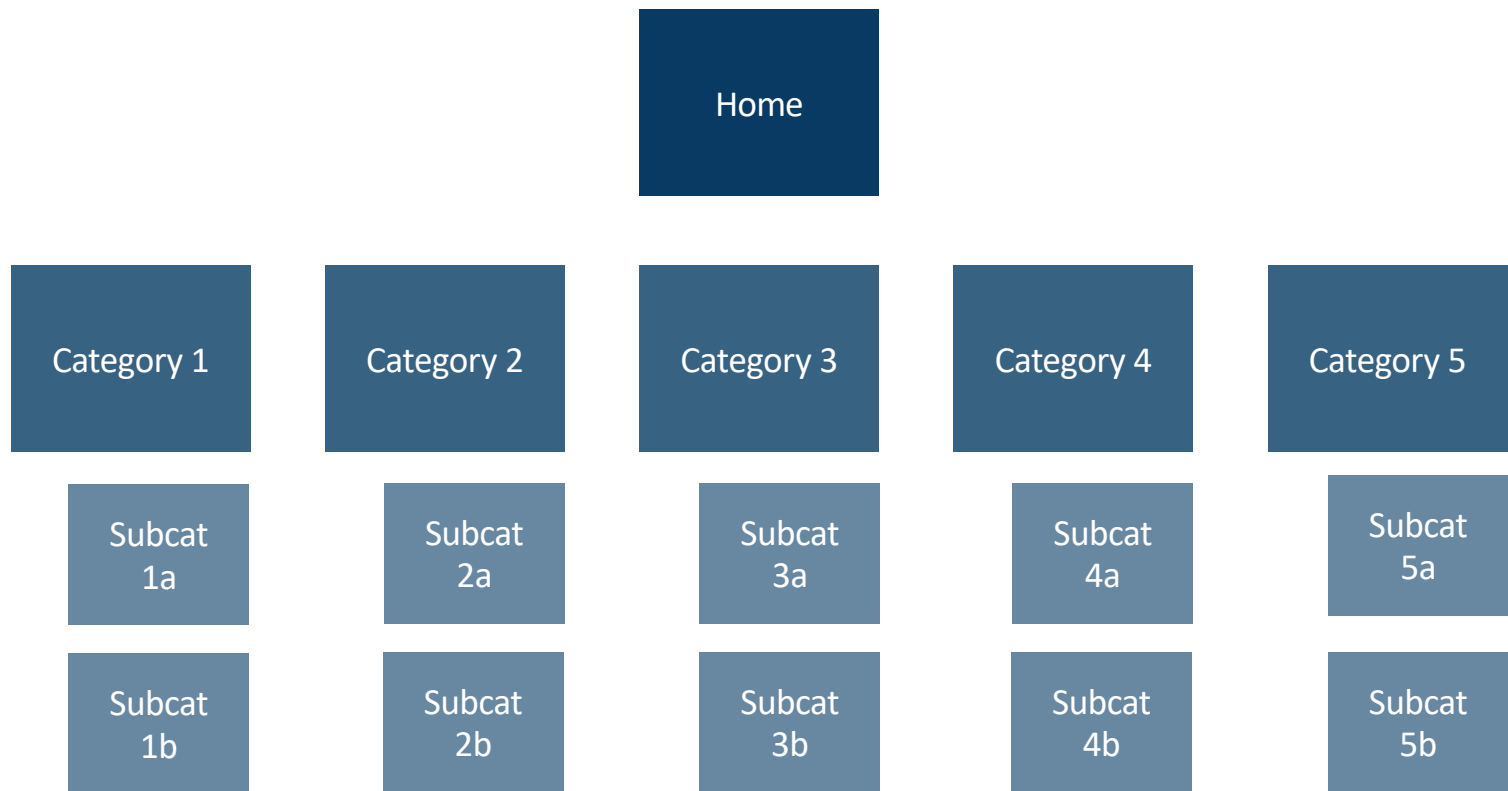 Home
Category 1
Category 2
Category 3
Category 4
Category 5
Subcat
1a
Subcat
2a
Subcat
3a
Subcat
4a
Subcat
5a
Subcat
1b
Subcat
2b
Subcat
3b
Subcat
4b
Subcat
5b